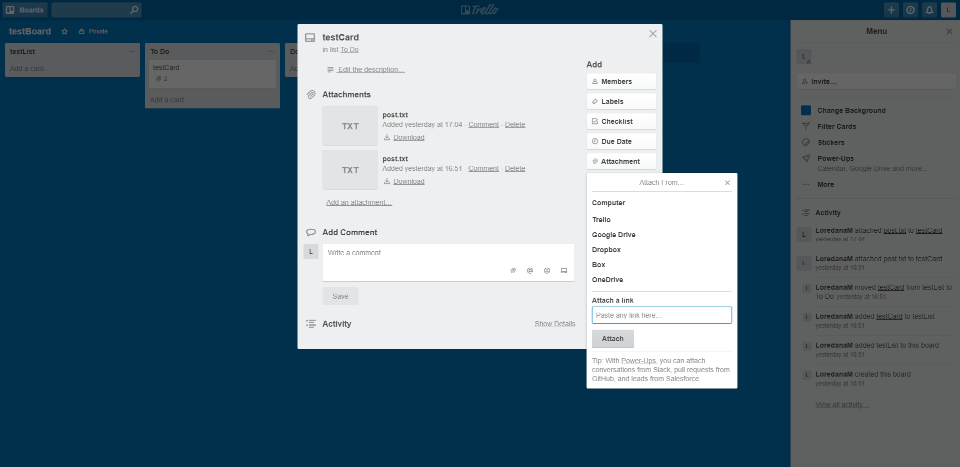 Boards
Trello
L
testBoard
Private
testList
Add a card...
To Do
testCard
2
Add a card...
testCard
in list To Do
Edit the description...
Attachments
TXT
post.txt
Added yesterday at 17:04 - Comment - Delete
Download
TXT
post.txt
Added yesterday at 16:51 - Comment - Delete
Download
Add an attachment...
Add Comment
L
Write a comment
Save
Activity
Show Details
Add
Members
Labels
Checklist
Due Date
Attachment
Attach From...
Computer
Trello
Google Drive
Dropbox
Box
OneDrive
Attach a link
Paste any link here...
Attach
Tip: With Power-Ups, you can attach
conversations from Slack, pull requests from
GitHub, and leads from Salesforce.
Menu
L
Invite...
Change Background
Filter Cards
Stickers
Power-Ups
Calendar, Google Drive and more...
More
Activity
L
LoredanaM attached post.txt to testCard
yesterday at 17:04
L
LoredanaM attached post.txt to testCard
yesterday at 16:51
L
LoredanaM moved testCard from testList to
To Do yesterday at 16:51
L
LoredanaM added testCard to testList
yesterday at 16:51
L
LoredanaM added testList to this board
yesterday at 16:51
L
LoredanaM created this board
yesterday at 16:51
View all activity...